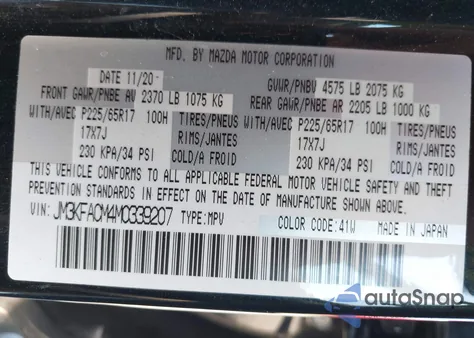 MFD. BY MAZDA MOTOR CORPORATION
DATE 11/20
GVWR/PNBV 4575 LB 2075 KG
FRONT GAWR/PNBE AV 2370 LB 1075 KG
REAR GAWR/PNBE AR 2205 LB 1000 KG
WITH/AVEC P225/65R17 100H TIRES/PNEUS
17X7J RIMS/JANTES
230 KPA/34 PSI COLD/A FROID
WITH/AVEC P225/65R17 100H TIRES/PNEUS
17X7J RIMS/JANTES
230 KPA/34 PSI COLD/A FROID
THIS VEHICLE CONFORMS TO ALL APPLICABLE FEDERAL MOTOR VEHICLE SAFETY AND THEFT
PREVENTION STANDARDS IN EFFECT ON THE DATE OF MANUFACTURE SHOWN ABOVE.
VIN: JM3KFACM4M0339207 TYPE: MPV
COLOR CODE: 41W MADE IN JAPAN
autoSnap